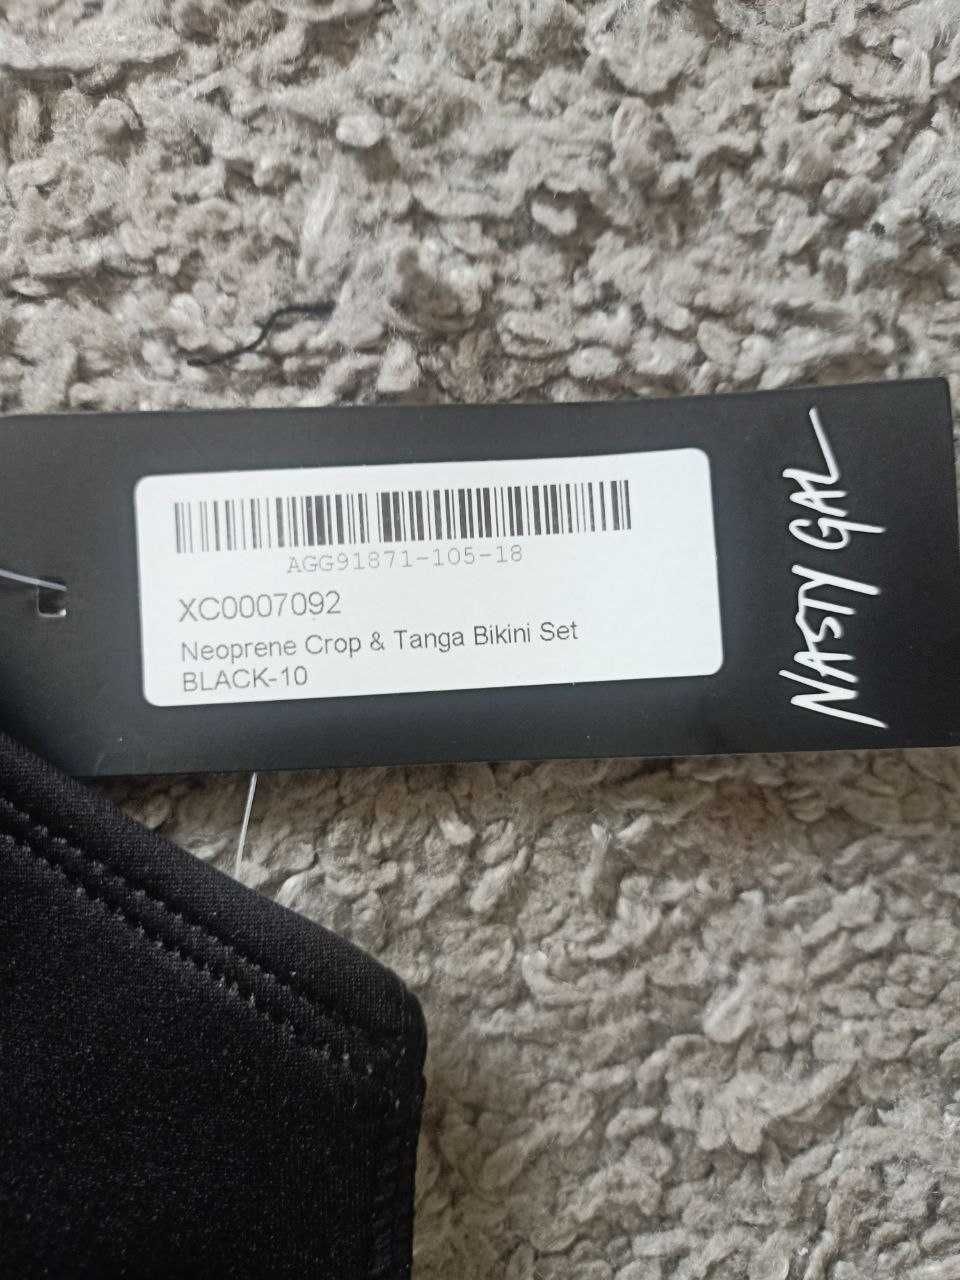 AGG91871-105-18
XC0007092
Neoprene Crop & Tanga Bikini Set
BLACK-10
NASTY GAL